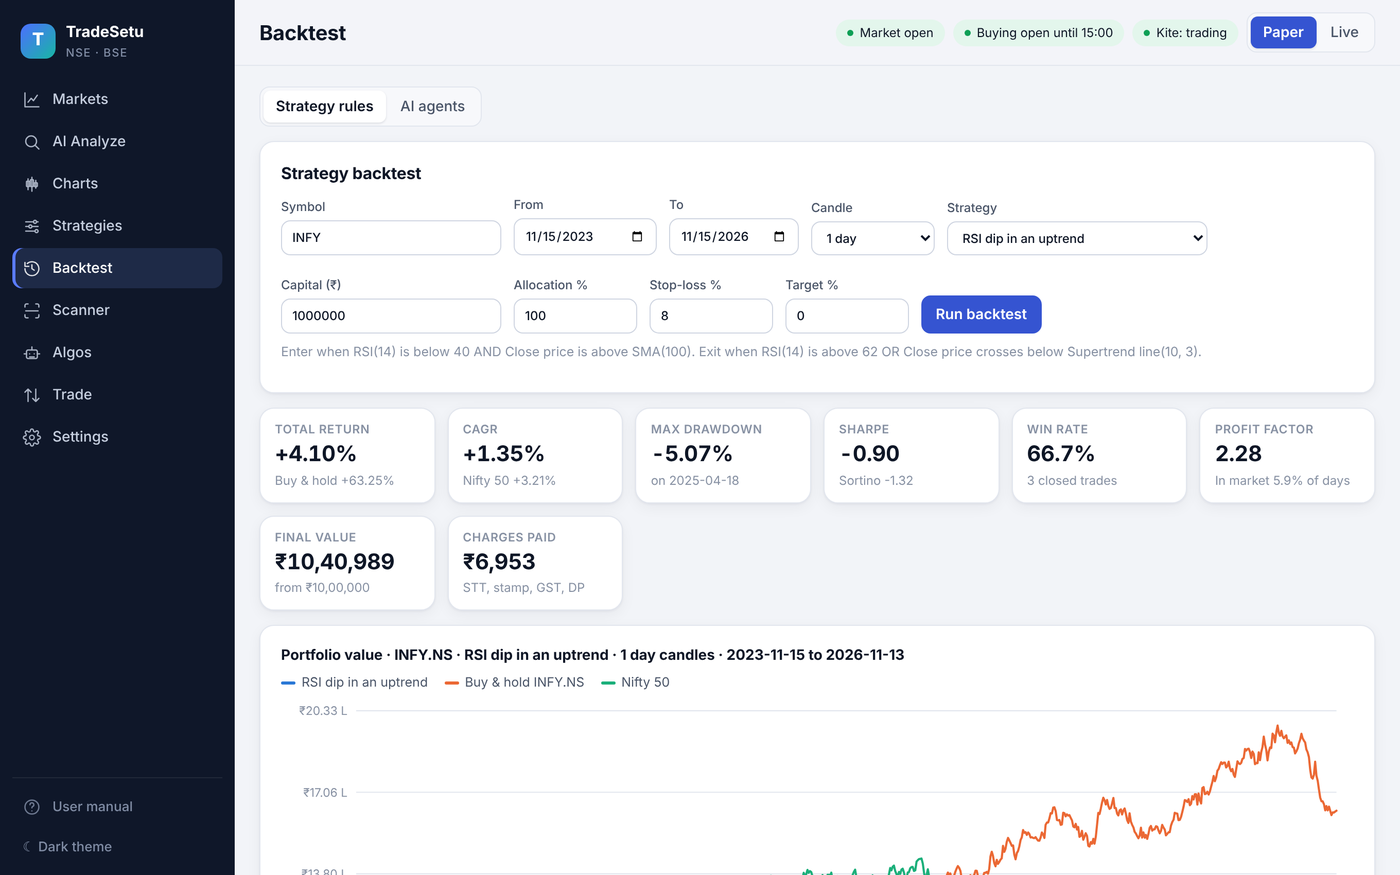 T
TradeSetu
NSE · BSE
Markets
AI Analyze
Charts
Strategies
Backtest
Scanner
Algos
Trade
Settings
User manual
Dark theme
Backtest
Market open
Buying open until 15:00
Kite: trading
Paper
Live
Strategy rules
AI agents
Strategy backtest
Symbol
From
To
Candle
Strategy
INFY
11/15/2023
11/15/2026
1 day
RSI dip in an uptrend
Capital (₹)
Allocation %
Stop-loss %
Target %
1000000
100
8
0
Run backtest
Enter when RSI(14) is below 40 AND Close price is above SMA(100). Exit when RSI(14) is above 62 OR Close price crosses below Supertrend line(10, 3).
TOTAL RETURN
+4.10%
Buy & hold +63.25%
CAGR
+1.35%
Nifty 50 +3.21%
MAX DRAWDOWN
-5.07%
on 2025-04-18
SHARPE
-0.90
Sortino -1.32
WIN RATE
66.7%
3 closed trades
PROFIT FACTOR
2.28
In market 5.9% of days
FINAL VALUE
₹10,40,989
from ₹10,00,000
CHARGES PAID
₹6,953
STT, stamp, GST, DP
Portfolio value · INFY.NS · RSI dip in an uptrend · 1 day candles · 2023-11-15 to 2026-11-13
RSI dip in an uptrend
Buy & hold INFY.NS
Nifty 50
₹20.33 L
₹17.06 L
₹13.80 L